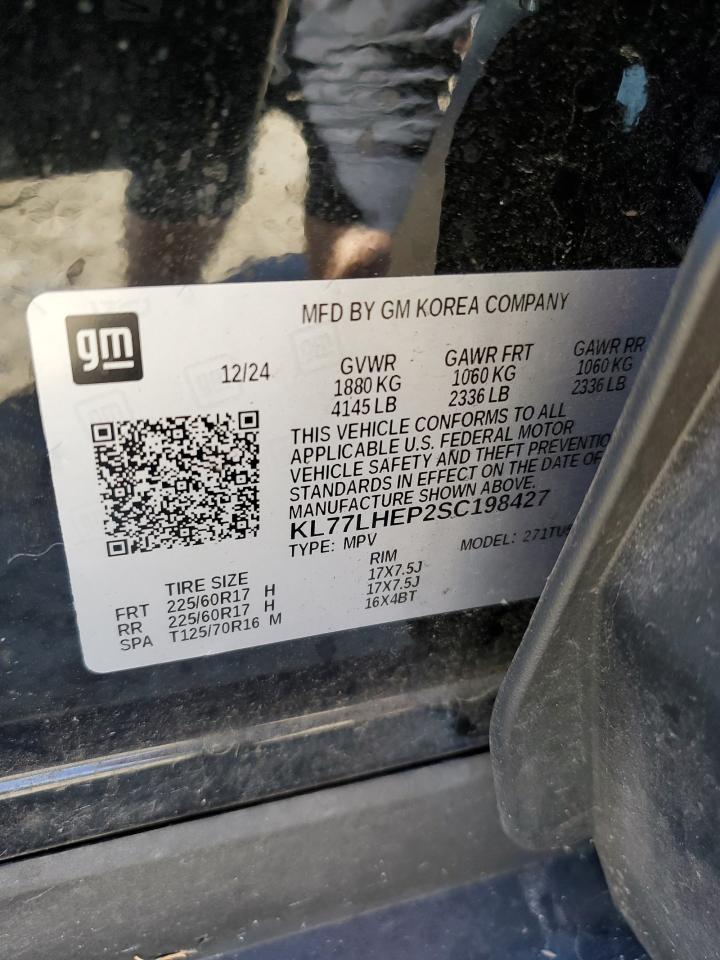 MFD BY GM KOREA COMPANY
gm
12/24
GVWR GAWR FRT GAWR RR
1880 KG 1060 KG 1060 KG
4145 LB 2336 LB 2336 LB
THIS VEHICLE CONFORMS TO ALL
APPLICABLE U.S. FEDERAL MOTOR
VEHICLE SAFETY AND THEFT PREVENTIO
STANDARDS IN EFFECT ON THE DATE OF
MANUFACTURE SHOWN ABOVE.
KL77LHEP2SC198427
TYPE: MPV MODEL: 271TU
TIRE SIZE RIM
FRT 225/60R17 H 17X7.5J
RR 225/60R17 H 17X7.5J
SPA T125/70R16 M 16X4BT